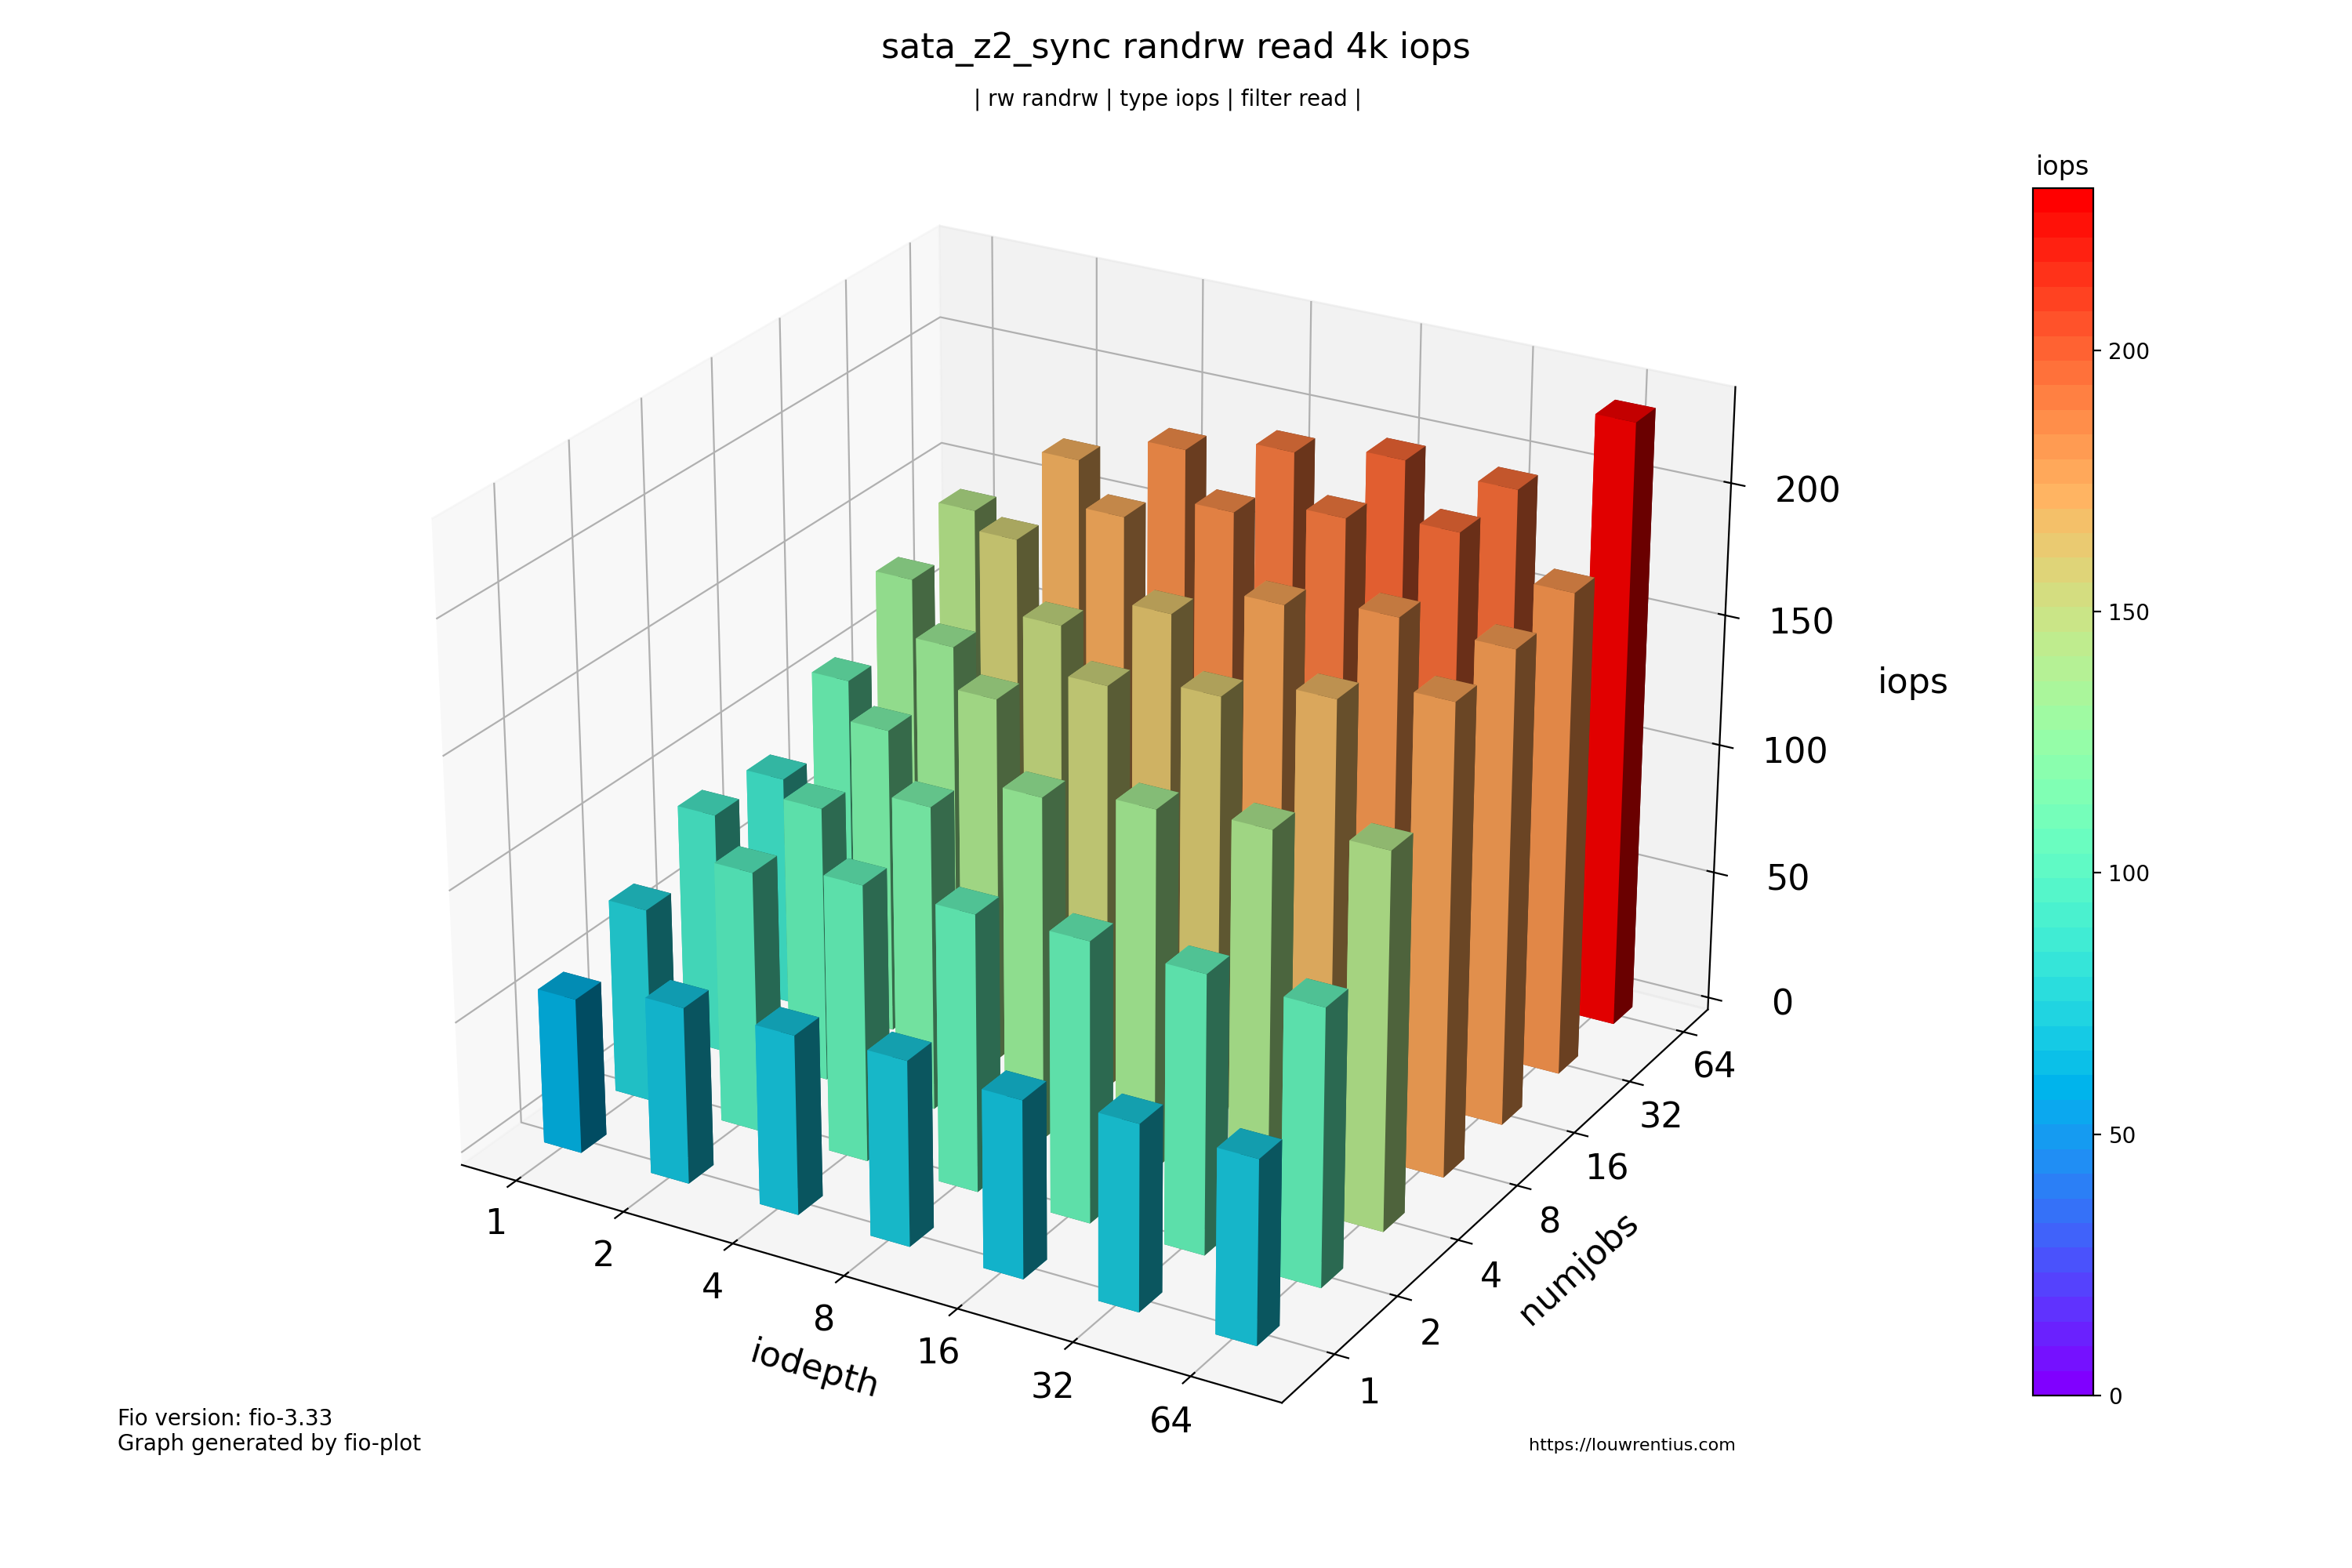 sata_z2_sync randrw read 4k iops
| rw randrw | type iops | filter read |
iops
200
150
100
50
0
200
150
100
50
0
iops
64
32
16
8
4
2
1
numjobs
1
2
4
8
16
32
64
iodepth
Fio version: fio-3.33
Graph generated by fio-plot
https://louwrentius.com